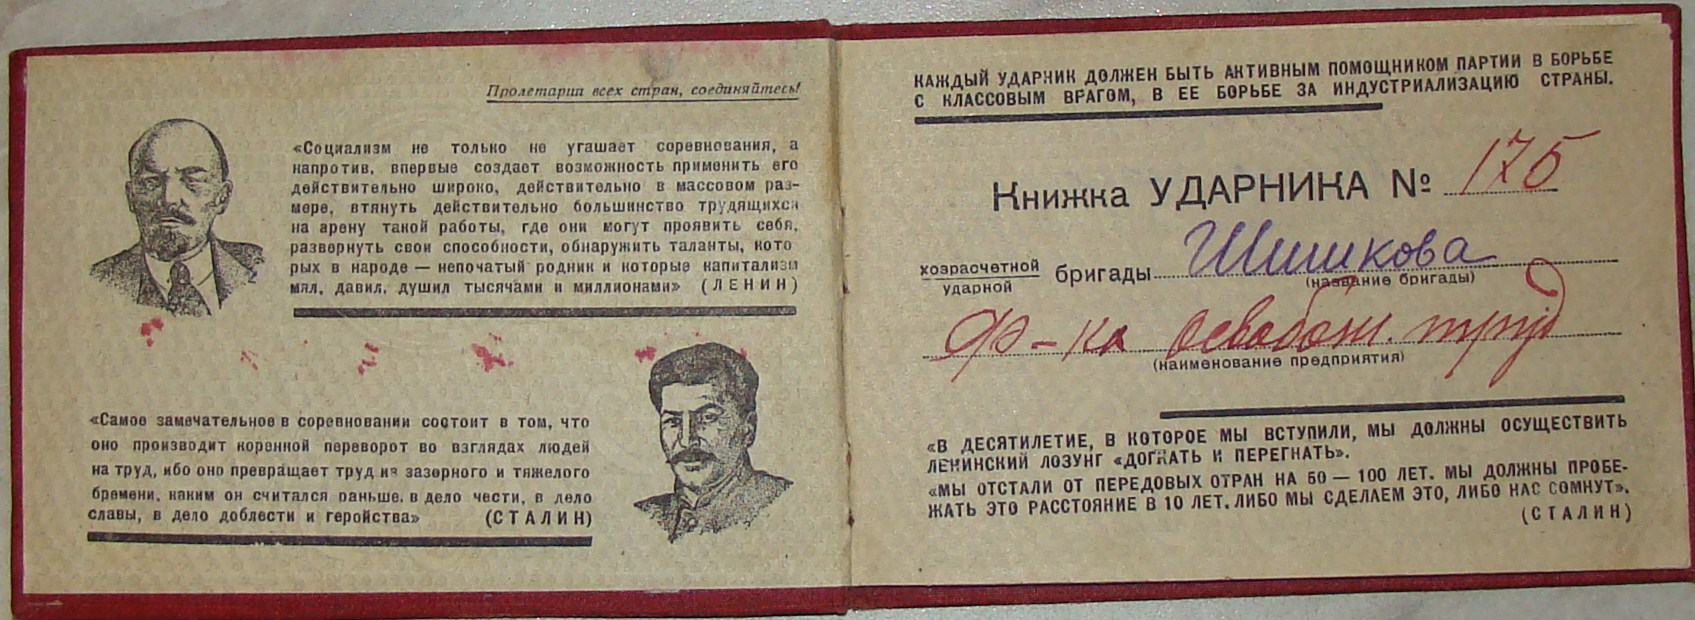 Пролетарии всех стран, соединяйтесь!
«Социализм не только не угашает соревнования, а
напротив, впервые создает возможность применить его
действительно широко, действительно в массовом раз-
мере, втянуть действительно большинство трудящихся
на арену такой работы, где они могут проявить себя,
развернуть свои способности, обнаружить таланты, кото
рых в народе — непочатый родник и которые капитализм
мял, давил, душил тысячами и миллионами» (ЛЕНИН)
«Самое замечательное в соревновании состоит в том, что
оно производит коренной переворот во взглядах людей
на труд, ибо оно превращает труд из зазорного и тяжелого
бремени, каким он считался раньше, в дело чести, в дело
славы, в дело доблести и геройства» (СТАЛИН)
КАЖДЫЙ УДАРНИК ДОЛЖЕН БЫТЬ АКТИВНЫМ ПОМОЩНИКОМ ПАРТИИ В БОРЬБЕ
С КЛАССОВЫМ ВРАГОМ, В ЕЕ БОРЬБЕ ЗА ИНДУСТРИАЛИЗАЦИЮ СТРАНЫ.
Книжка УДАРНИКА № 175
хозрасчетной
ударной
бригады Шишкова
(название бригады)
Ф-ка Освобож. труд
(наименование предприятия)
«В ДЕСЯТИЛЕТИЕ, В КОТОРОЕ МЫ ВСТУПИЛИ, МЫ ДОЛЖНЫ ОСУЩЕСТВИТЬ
ЛЕНИНСКИЙ ЛОЗУНГ «ДОГНАТЬ И ПЕРЕГНАТЬ».
«МЫ ОТСТАЛИ ОТ ПЕРЕДОВЫХ СТРАН НА 50 — 100 ЛЕТ. МЫ ДОЛЖНЫ ПРОБЕ-
ЖАТЬ ЭТО РАССТОЯНИЕ В 10 ЛЕТ. ЛИБО МЫ СДЕЛАЕМ ЭТО, ЛИБО НАС СОМНУТ».
(СТАЛИН)